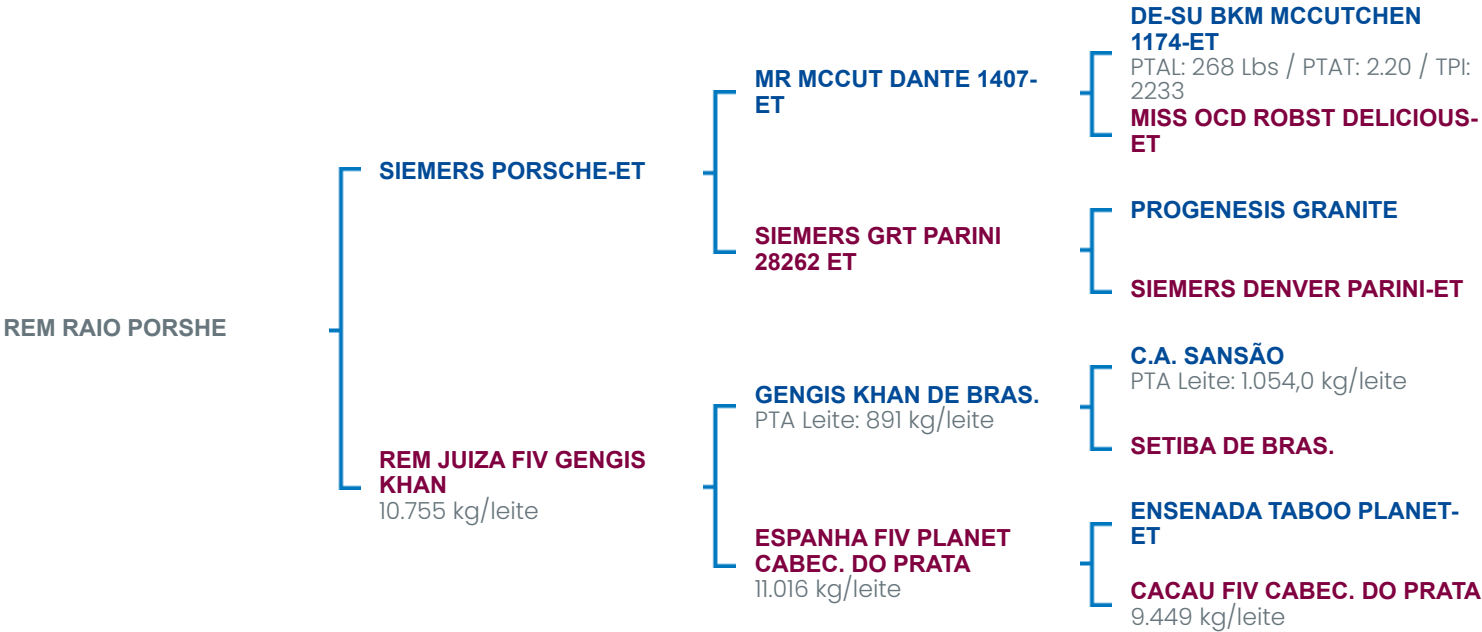 DE-SU BKM MCCUTCHEN
1174-ET
PTAL: 268 Lbs / PTAT: 2.20 / TPI:
2233
MR MCCUT DANTE 1407-
ET
MISS OCD ROBST DELICIOUS-
ET
SIEMERS PORSCHE-ET
PROGENESIS GRANITE
SIEMERS GRT PARINI
28262 ET
SIEMERS DENVER PARINI-ET
REM RAIO PORSHE
C.A. SANSÃO
PTA Leite: 1.054,0 kg/leite
GENGIS KHAN DE BRAS.
PTA Leite: 891 kg/leite
SETIBA DE BRAS.
REM JUIZA FIV GENGIS
KHAN
10.755 kg/leite
ENSENADA TABOO PLANET-
ET
ESPANHA FIV PLANET
CABEC. DO PRATA
11.016 kg/leite
CACAU FIV CABEC. DO PRATA
9.449 kg/leite